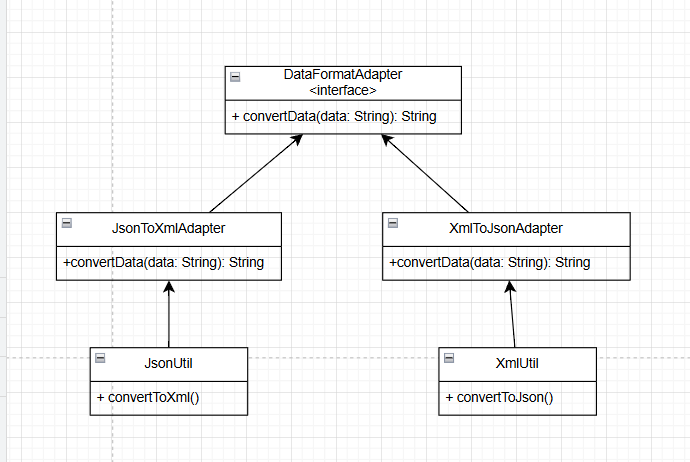 DataFormatAdapter
<interface>
+ convertData(data: String): String
JsonToXmlAdapter
XmlToJsonAdapter
+convertData(data: String): String
+convertData(data: String): String
JsonUtil
XmlUtil
+ convertToXml()
+ convertToJson()